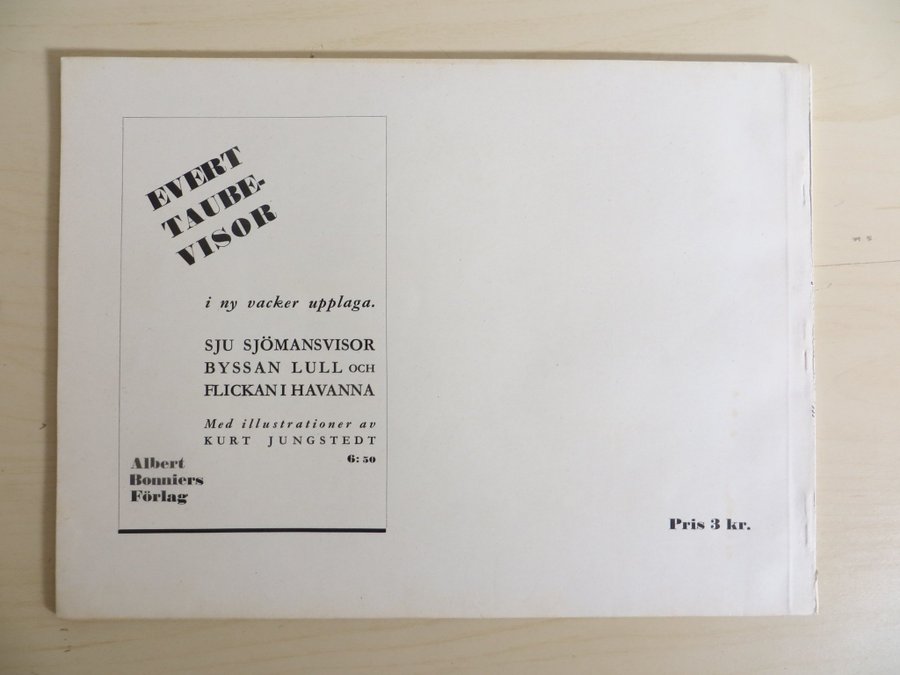 EVERT
TAUBE-
VISOR
i ny vacker upplaga.
SJU SJÖMANSVISOR
BYSSAN LULL OCH
FLICKAN I HAVANNA
Med illustrationer av
KURT JUNGSTEDT
6: 50
Albert
Bonniers
Förlag
Pris 3 kr.